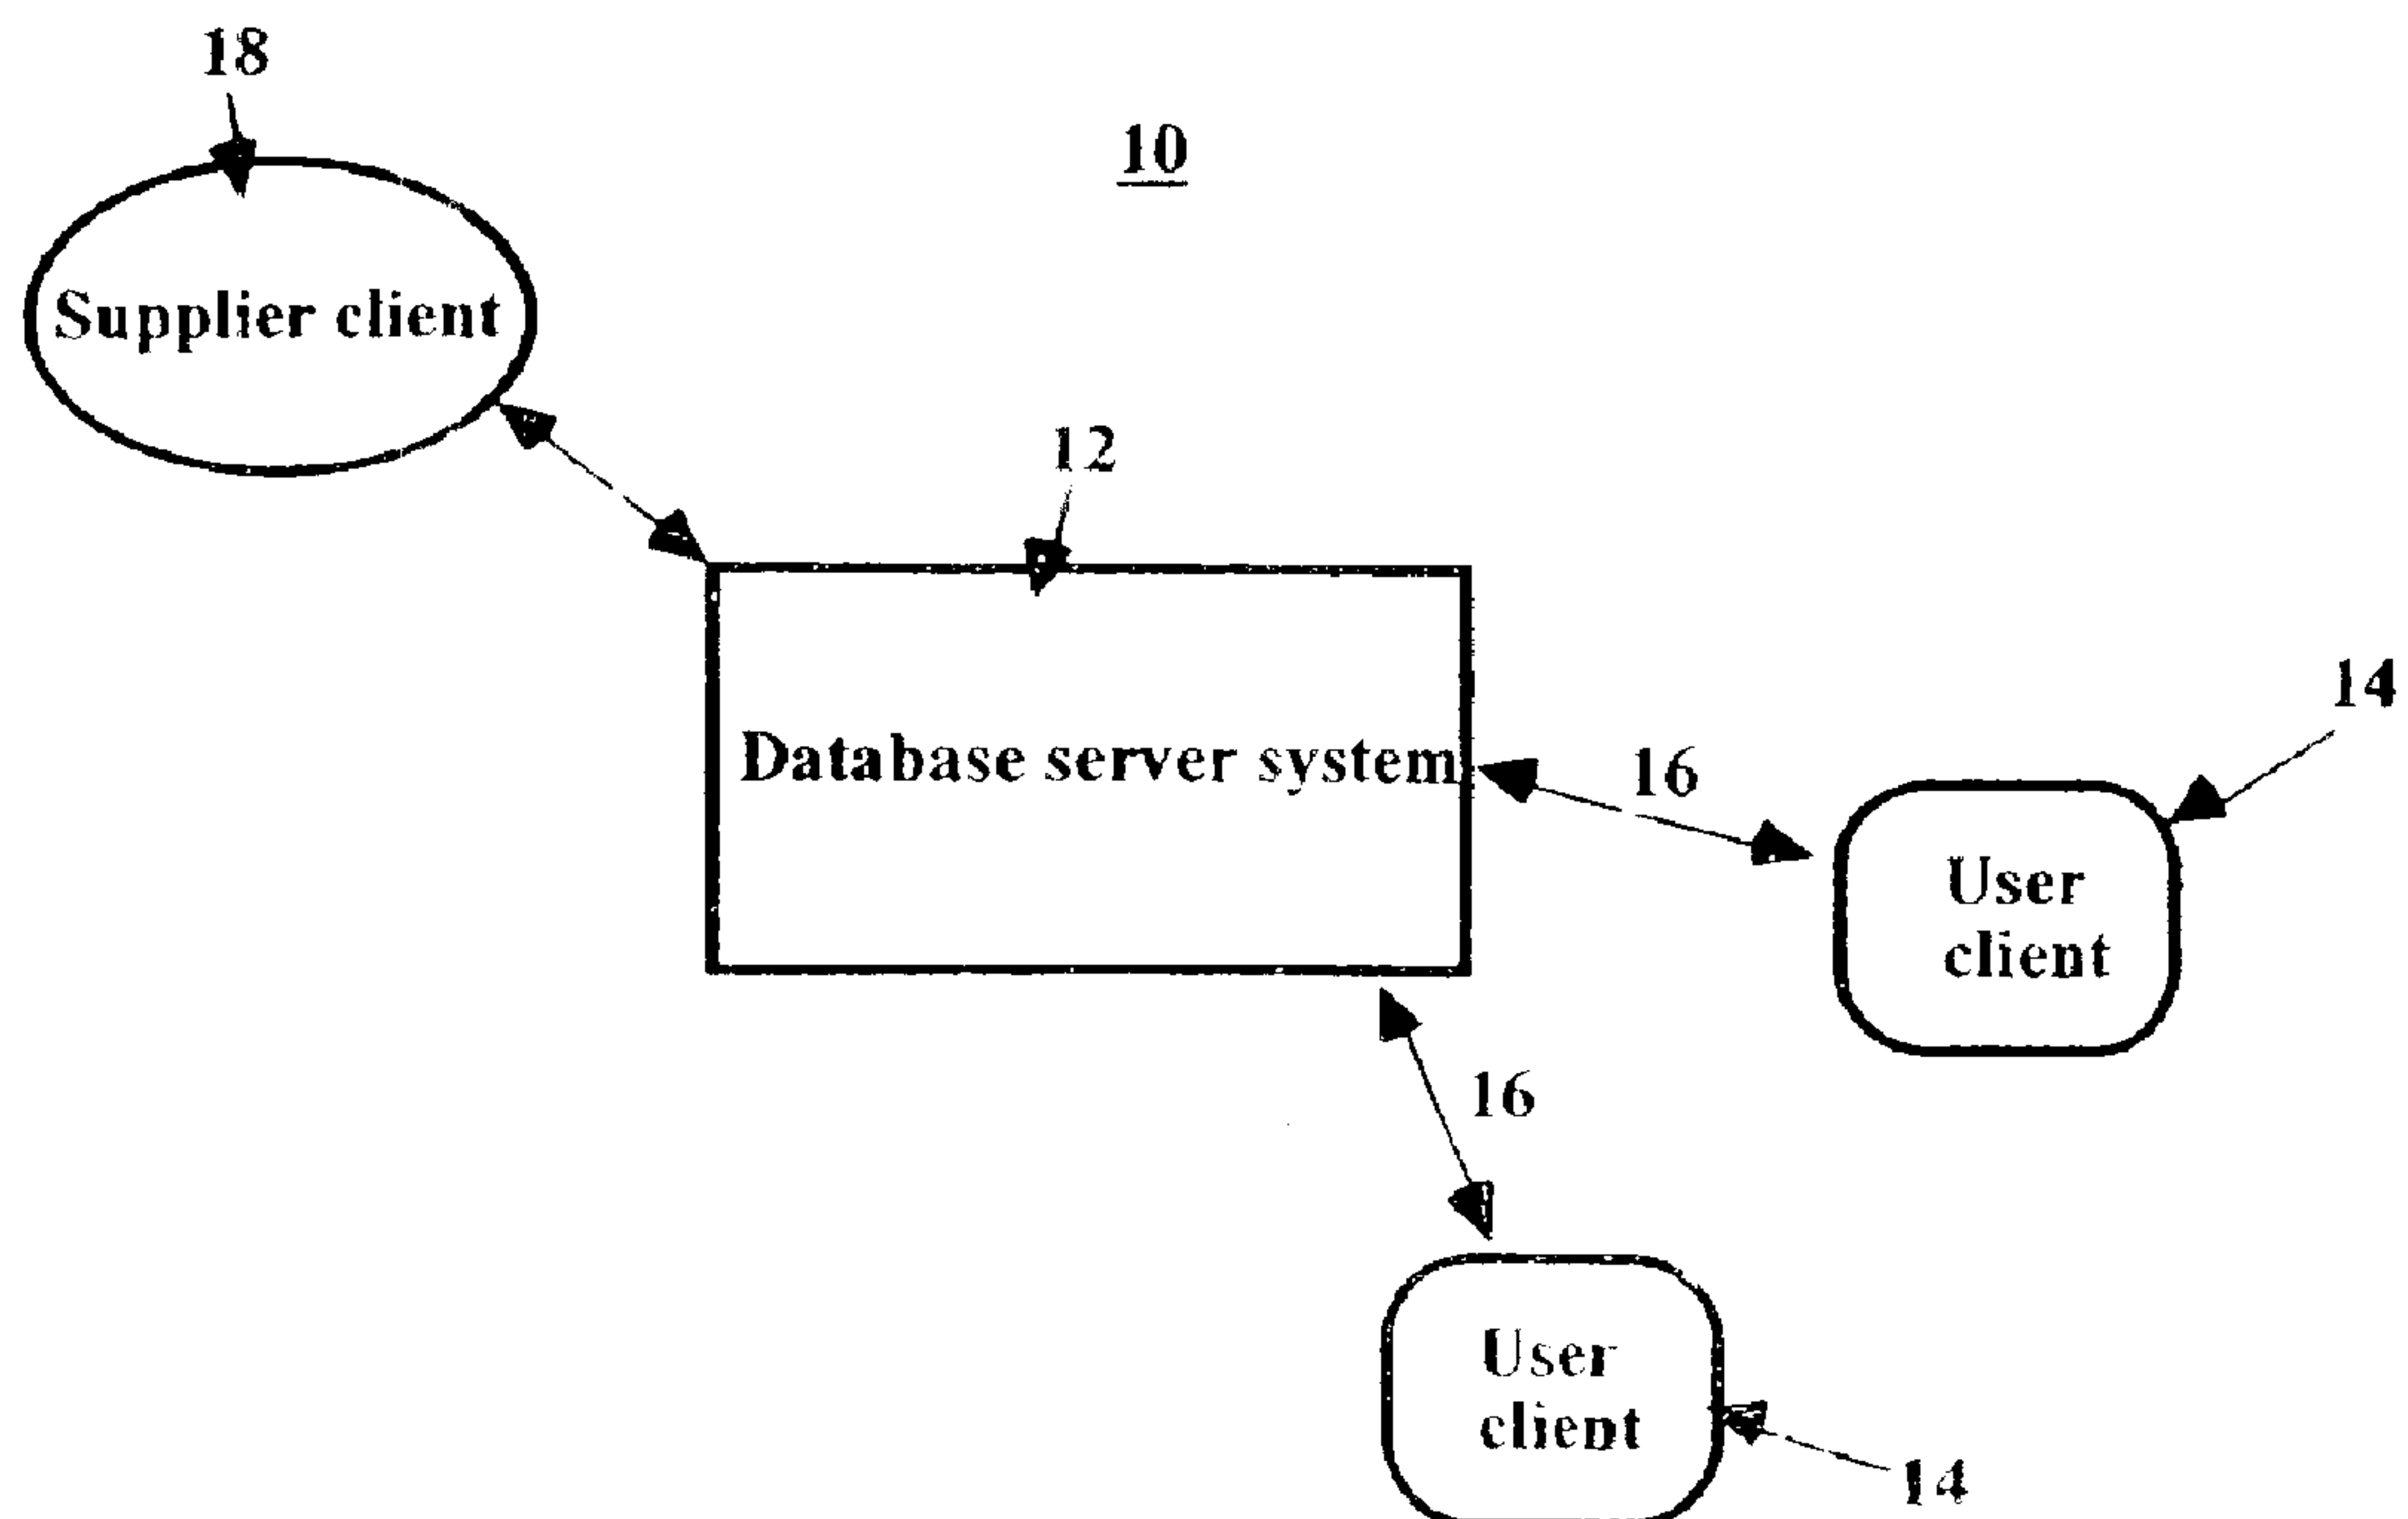 18
10
Supplier client
12
14
Database server system
16
User
client
16
User
client
14